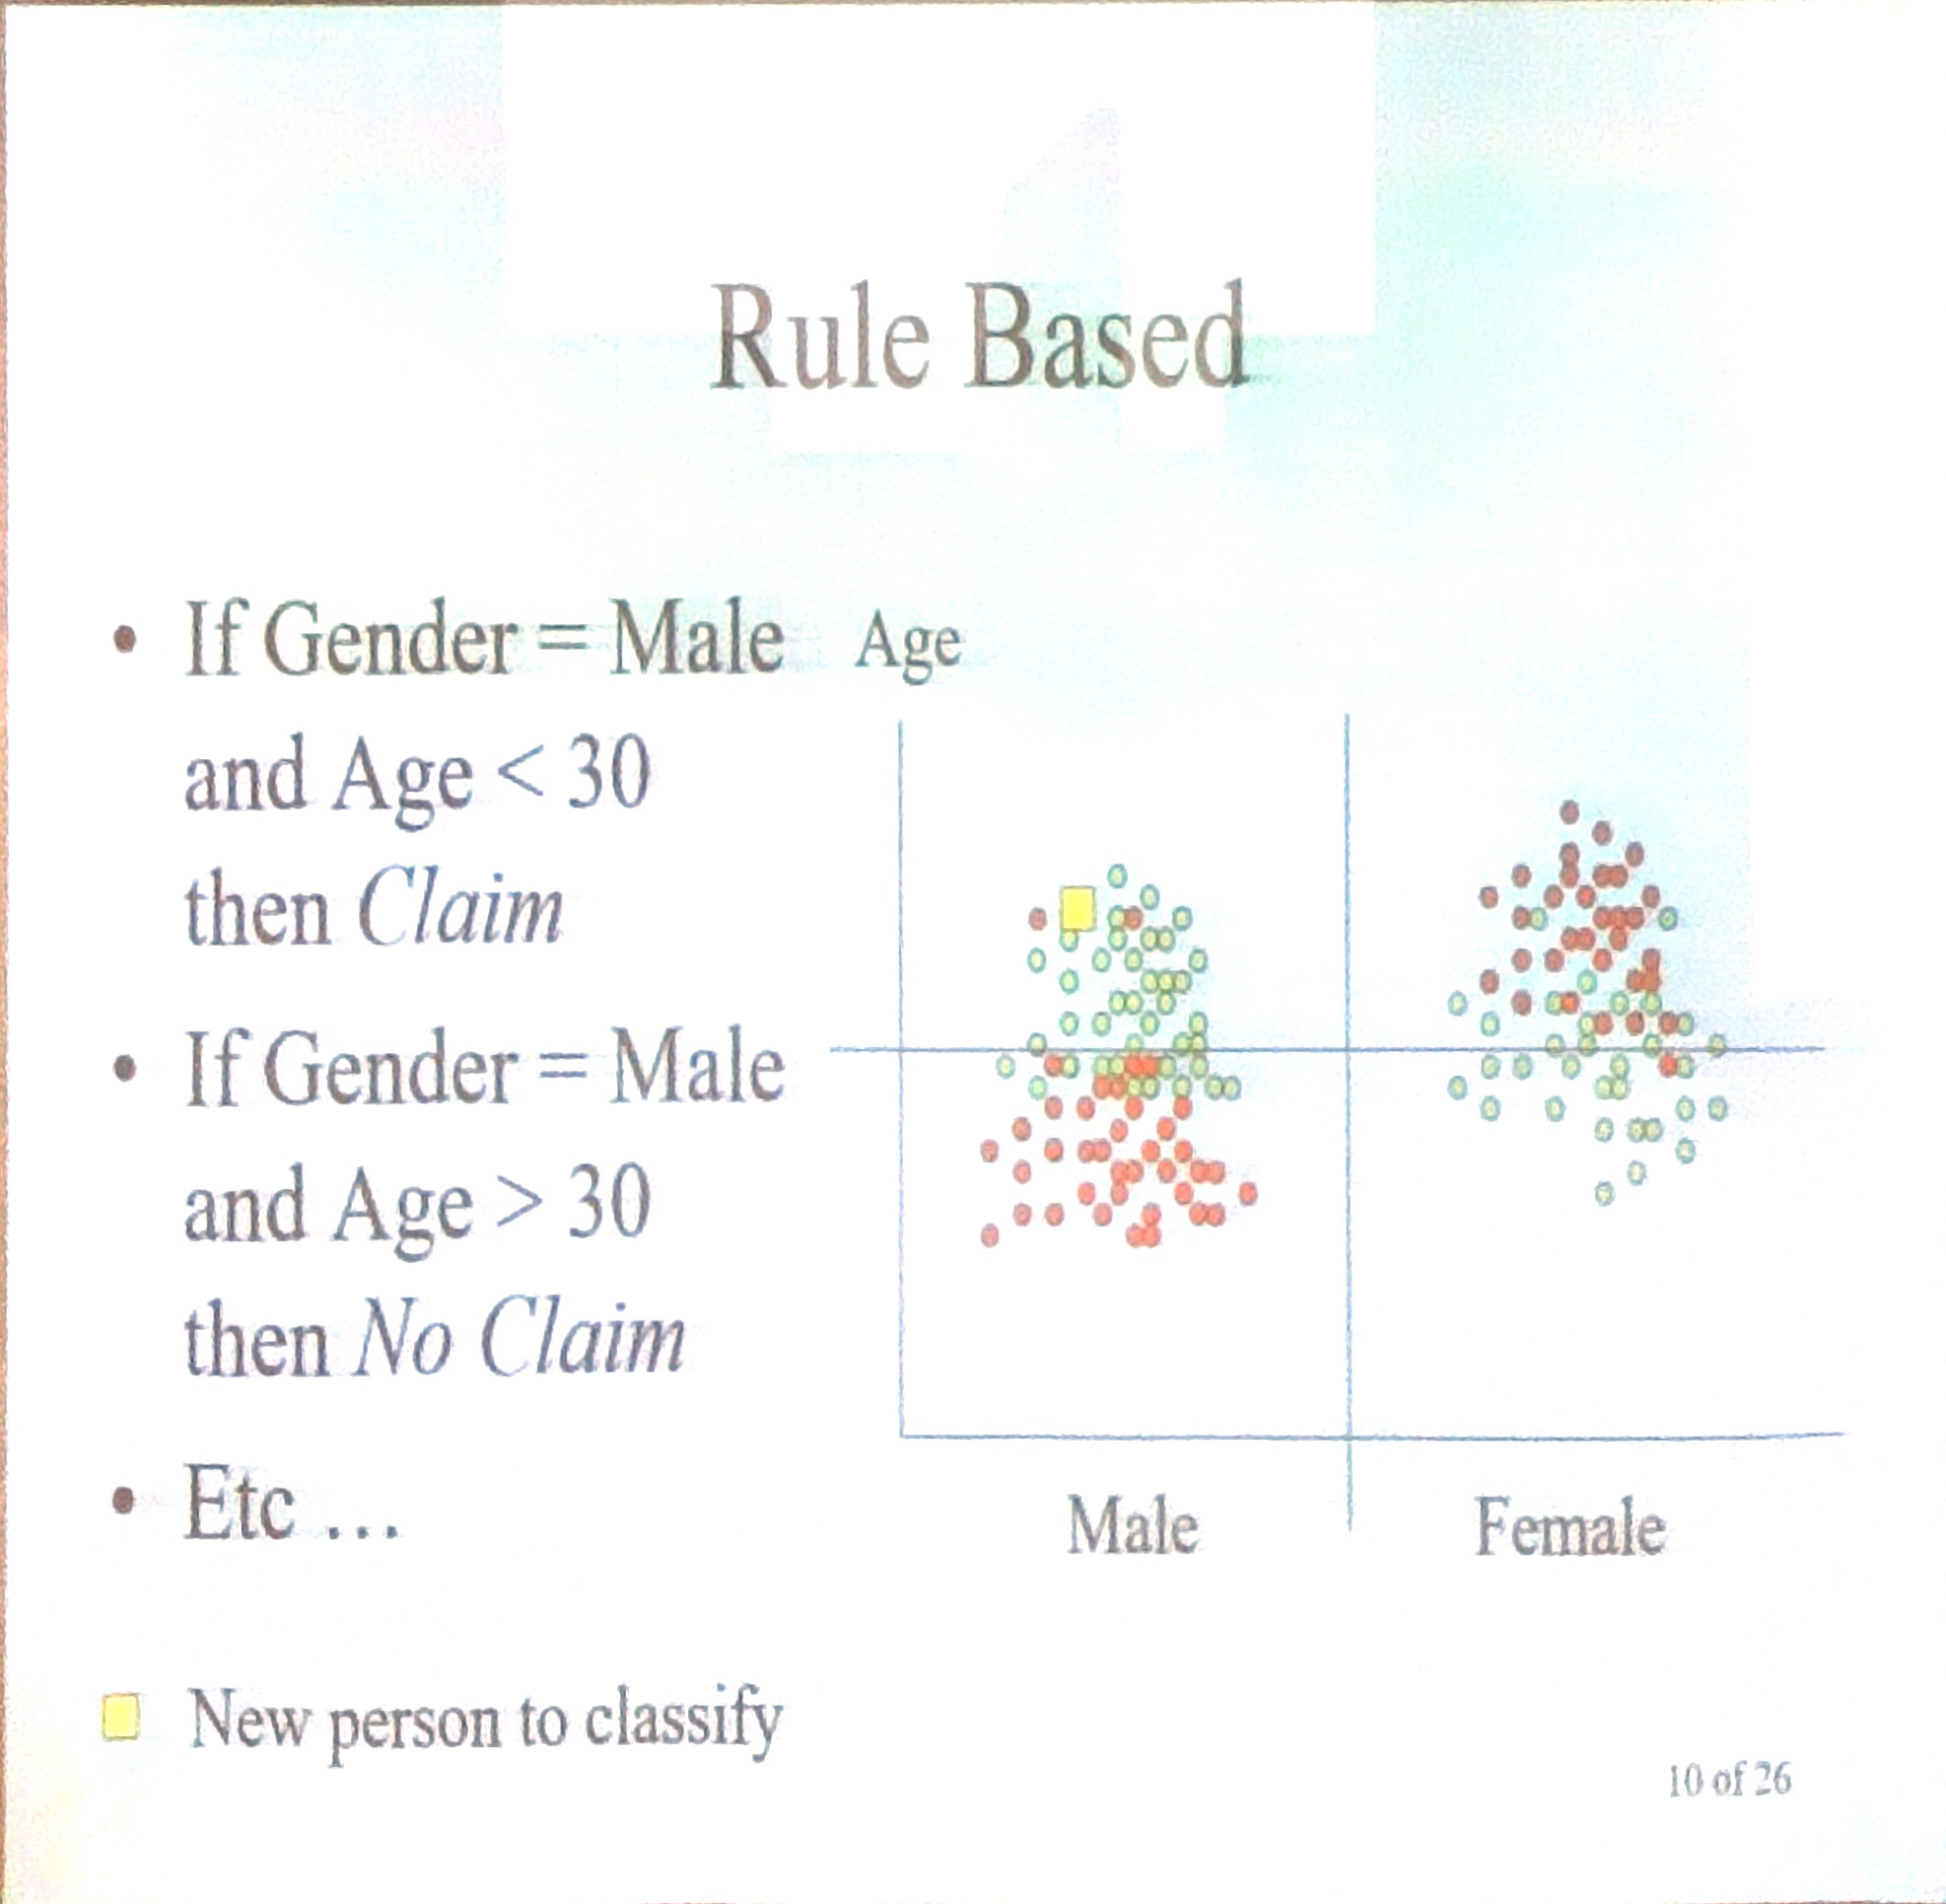 Rule Based
• If Gender = Male
and Age < 30
then Claim
• If Gender = Male
and Age > 30
then No Claim
• Etc ...
New person to classify
Age
Male
Female
10 of 26